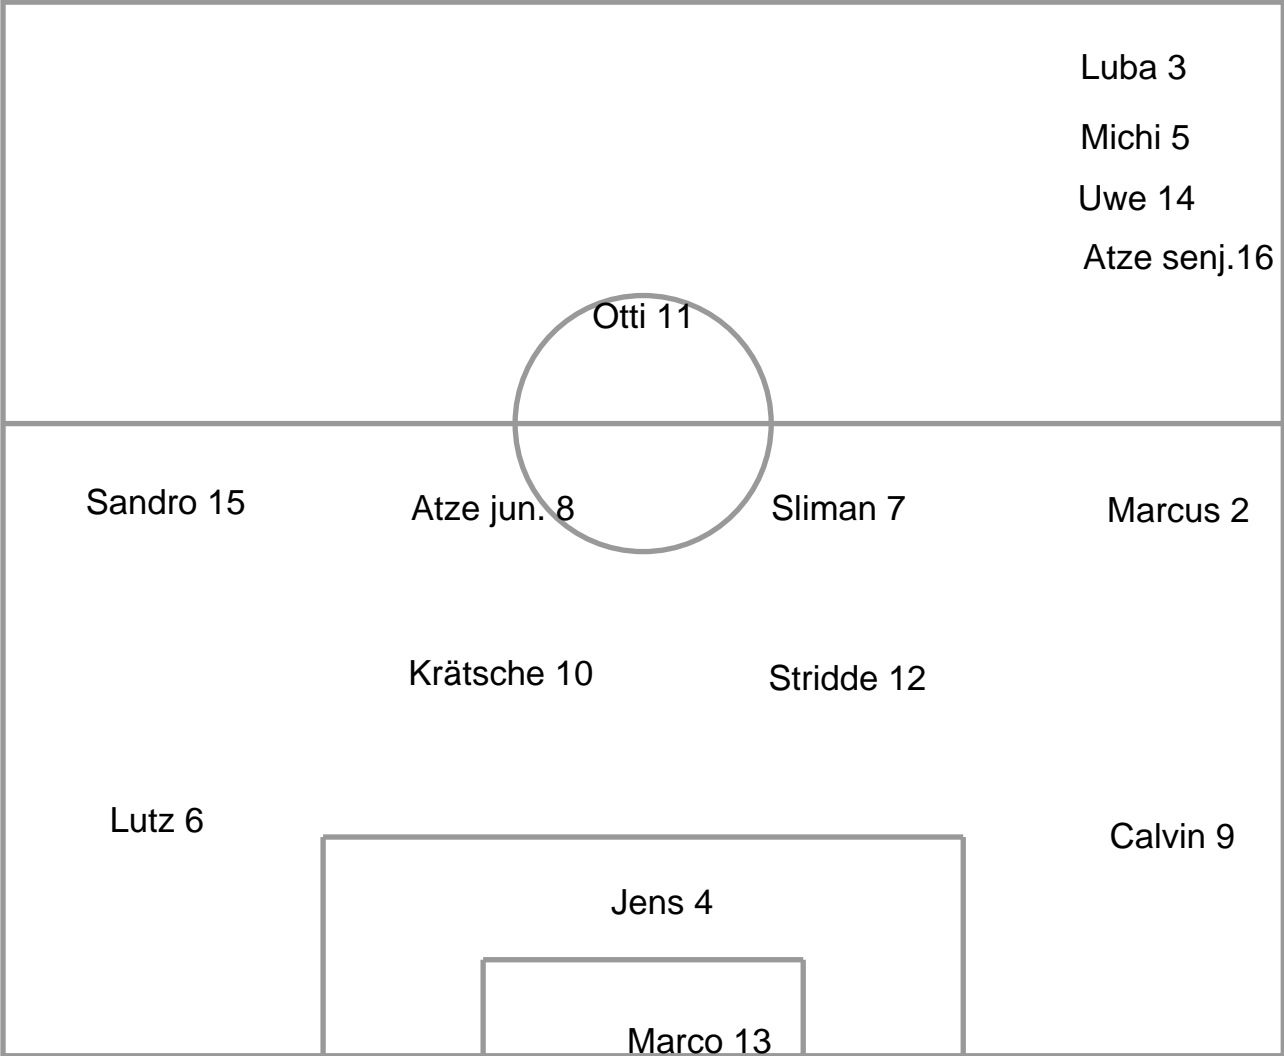 Luba 3
Michi 5
Uwe 14
Atze senj.16
Otti 11
Sandro 15
Atze jun. 8
Sliman 7
Marcus 2
Krätsche 10
Stridde 12
Lutz 6
Calvin 9
Jens 4
Marco 13